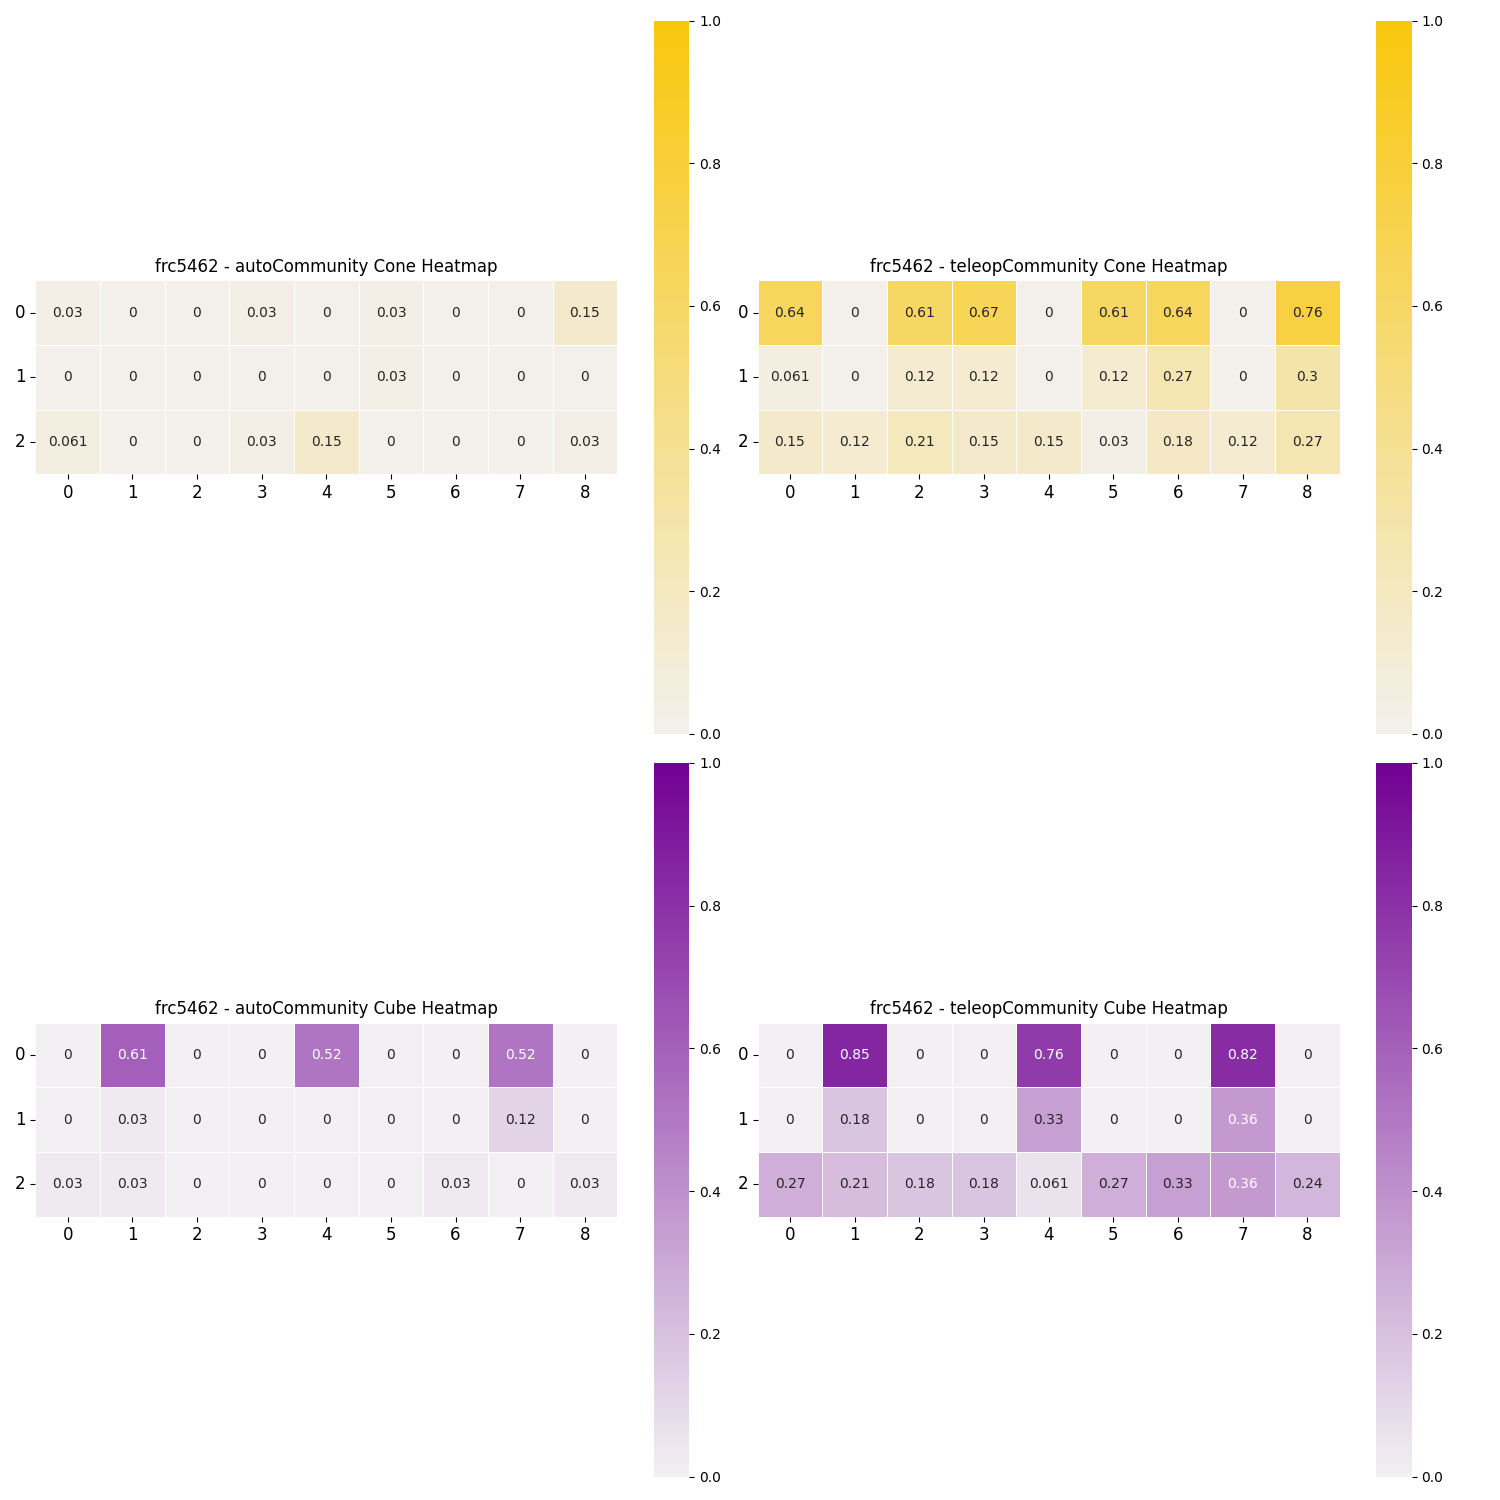 frc5462 - autoCommunity Cone Heatmap
0 0.03 0 0 0.03 0 0.03 0 0 0.15
1 0 0 0 0 0 0.03 0 0 0
2 0.061 0 0 0.03 0.15 0 0 0 0.03
0 1 2 3 4 5 6 7 8
1.0
0.8
0.6
0.4
0.2
0.0
frc5462 - teleopCommunity Cone Heatmap
0 0.64 0 0.61 0.67 0 0.61 0.64 0 0.76
1 0.061 0 0.12 0.12 0 0.12 0.27 0 0.3
2 0.15 0.12 0.21 0.15 0.15 0.03 0.18 0.12 0.27
0 1 2 3 4 5 6 7 8
1.0
0.8
0.6
0.4
0.2
0.0
frc5462 - autoCommunity Cube Heatmap
0 0 0.61 0 0 0.52 0 0 0.52 0
1 0 0.03 0 0 0 0 0 0.12 0
2 0.03 0.03 0 0 0 0 0.03 0 0.03
0 1 2 3 4 5 6 7 8
1.0
0.8
0.6
0.4
0.2
0.0
frc5462 - teleopCommunity Cube Heatmap
0 0 0.85 0 0 0.76 0 0 0.82 0
1 0 0.18 0 0 0.33 0 0 0.36 0
2 0.27 0.21 0.18 0.18 0.061 0.27 0.33 0.36 0.24
0 1 2 3 4 5 6 7 8
1.0
0.8
0.6
0.4
0.2
0.0